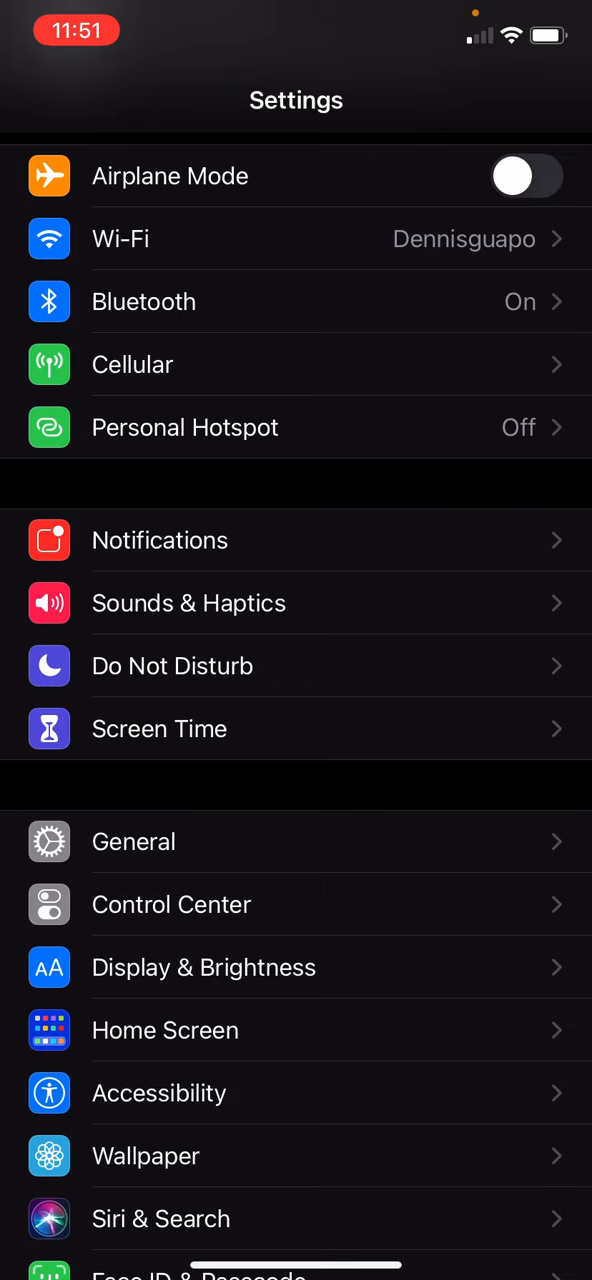 11:51
Settings
Airplane Mode
Wi-Fi Dennisguapo
Bluetooth On
Cellular
Personal Hotspot Off
Notifications
Sounds & Haptics
Do Not Disturb
Screen Time
General
Control Center
AA Display & Brightness
Home Screen
Accessibility
Wallpaper
Siri & Search
Face ID & Passcode